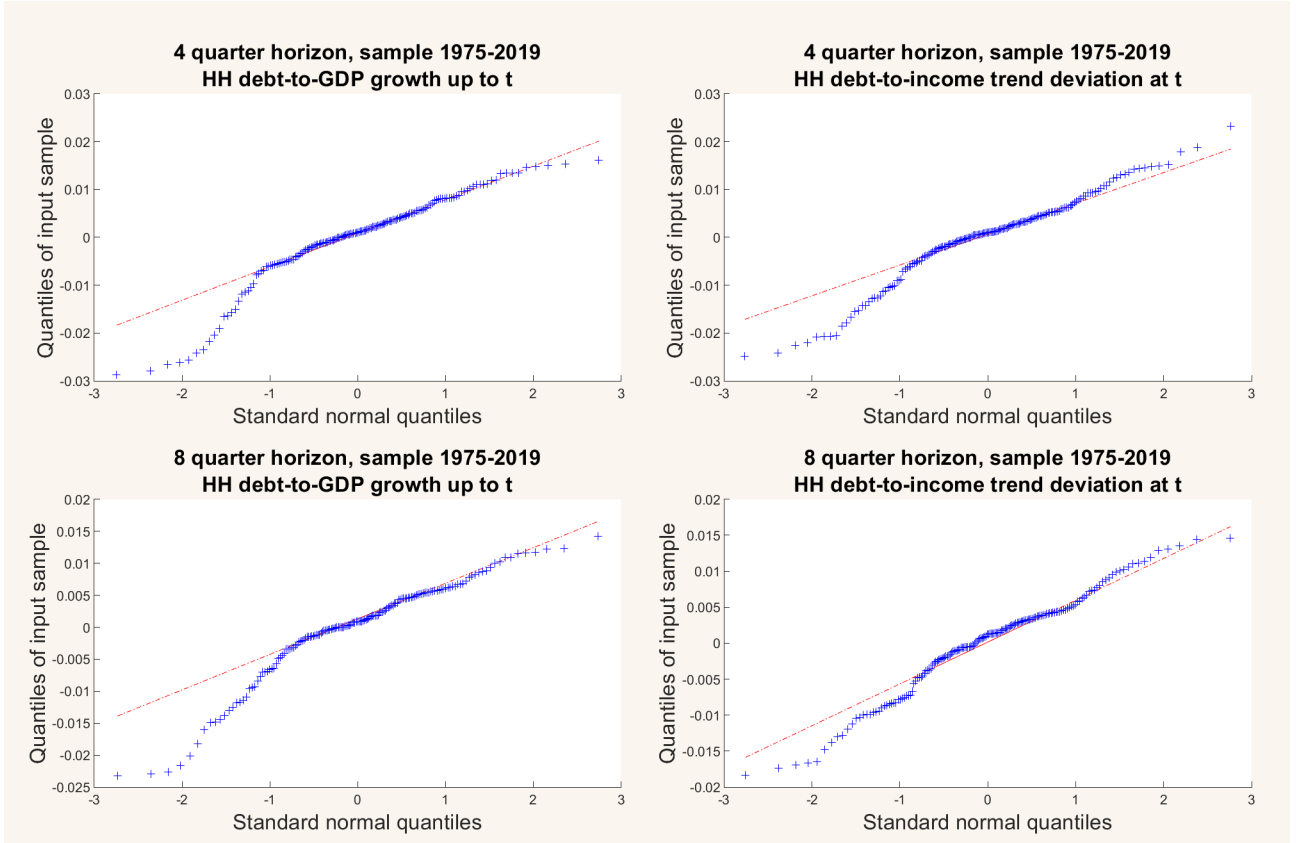 4 quarter horizon, sample 1975-2019
HH debt-to-GDP growth up to t
0.03
0.02
0.01
0
-0.01
-0.02
-0.03
Quantiles of input sample
-3 -2 -1 0 1 2 3
Standard normal quantiles
4 quarter horizon, sample 1975-2019
HH debt-to-income trend deviation at t
0.03
0.02
0.01
0
-0.01
-0.02
-0.03
Quantiles of input sample
-3 -2 -1 0 1 2 3
Standard normal quantiles
8 quarter horizon, sample 1975-2019
HH debt-to-GDP growth up to t
0.02
0.015
0.01
0.005
0
-0.005
-0.01
-0.015
-0.02
-0.025
Quantiles of input sample
-3 -2 -1 0 1 2 3
Standard normal quantiles
8 quarter horizon, sample 1975-2019
HH debt-to-income trend deviation at t
0.02
0.015
0.01
0.005
0
-0.005
-0.01
-0.015
-0.02
Quantiles of input sample
-3 -2 -1 0 1 2 3
Standard normal quantiles